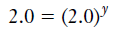 2.0 = (2.0)ʸ